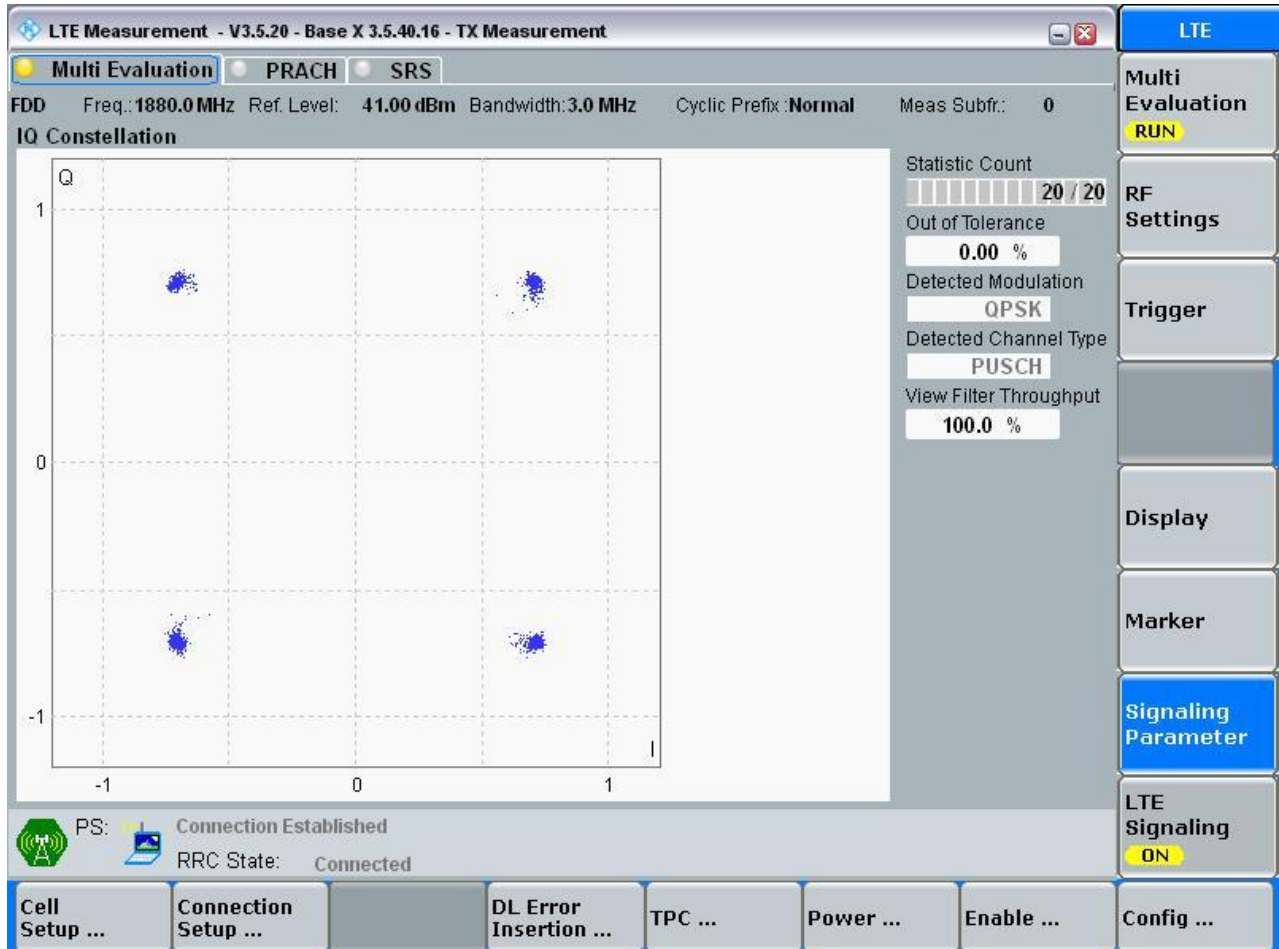 LTE Measurement - V3.5.20 - Base X 3.5.40.16 - TX Measurement
LTE
Multi Evaluation PRACH SRS
Multi
Evaluation
RUN
FDD Freq.: 1880.0 MHz Ref. Level: 41.00 dBm Bandwidth: 3.0 MHz Cyclic Prefix : Normal Meas Subfr.: 0
IQ Constellation
Q
1
0
-1
-1 0 1
I
Statistic Count
20 / 20
Out of Tolerance
0.00 %
Detected Modulation
QPSK
Detected Channel Type
PUSCH
View Filter Throughput
100.0 %
RF
Settings
Trigger
Display
Marker
Signaling
Parameter
LTE
Signaling
ON
PS: Connection Established
RRC State: Connected
Cell
Setup ...
Connection
Setup ...
DL Error
Insertion ...
TPC ...
Power ...
Enable ...
Config ...